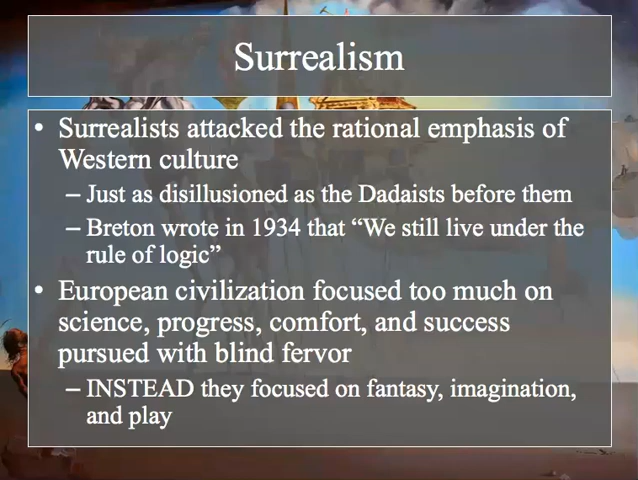 Surrealism
• Surrealists attacked the rational emphasis of
Western culture
– Just as disillusioned as the Dadaists before them
– Breton wrote in 1934 that “We still live under the
rule of logic”
• European civilization focused too much on
science, progress, comfort, and success
pursued with blind fervor
– INSTEAD they focused on fantasy, imagination,
and play